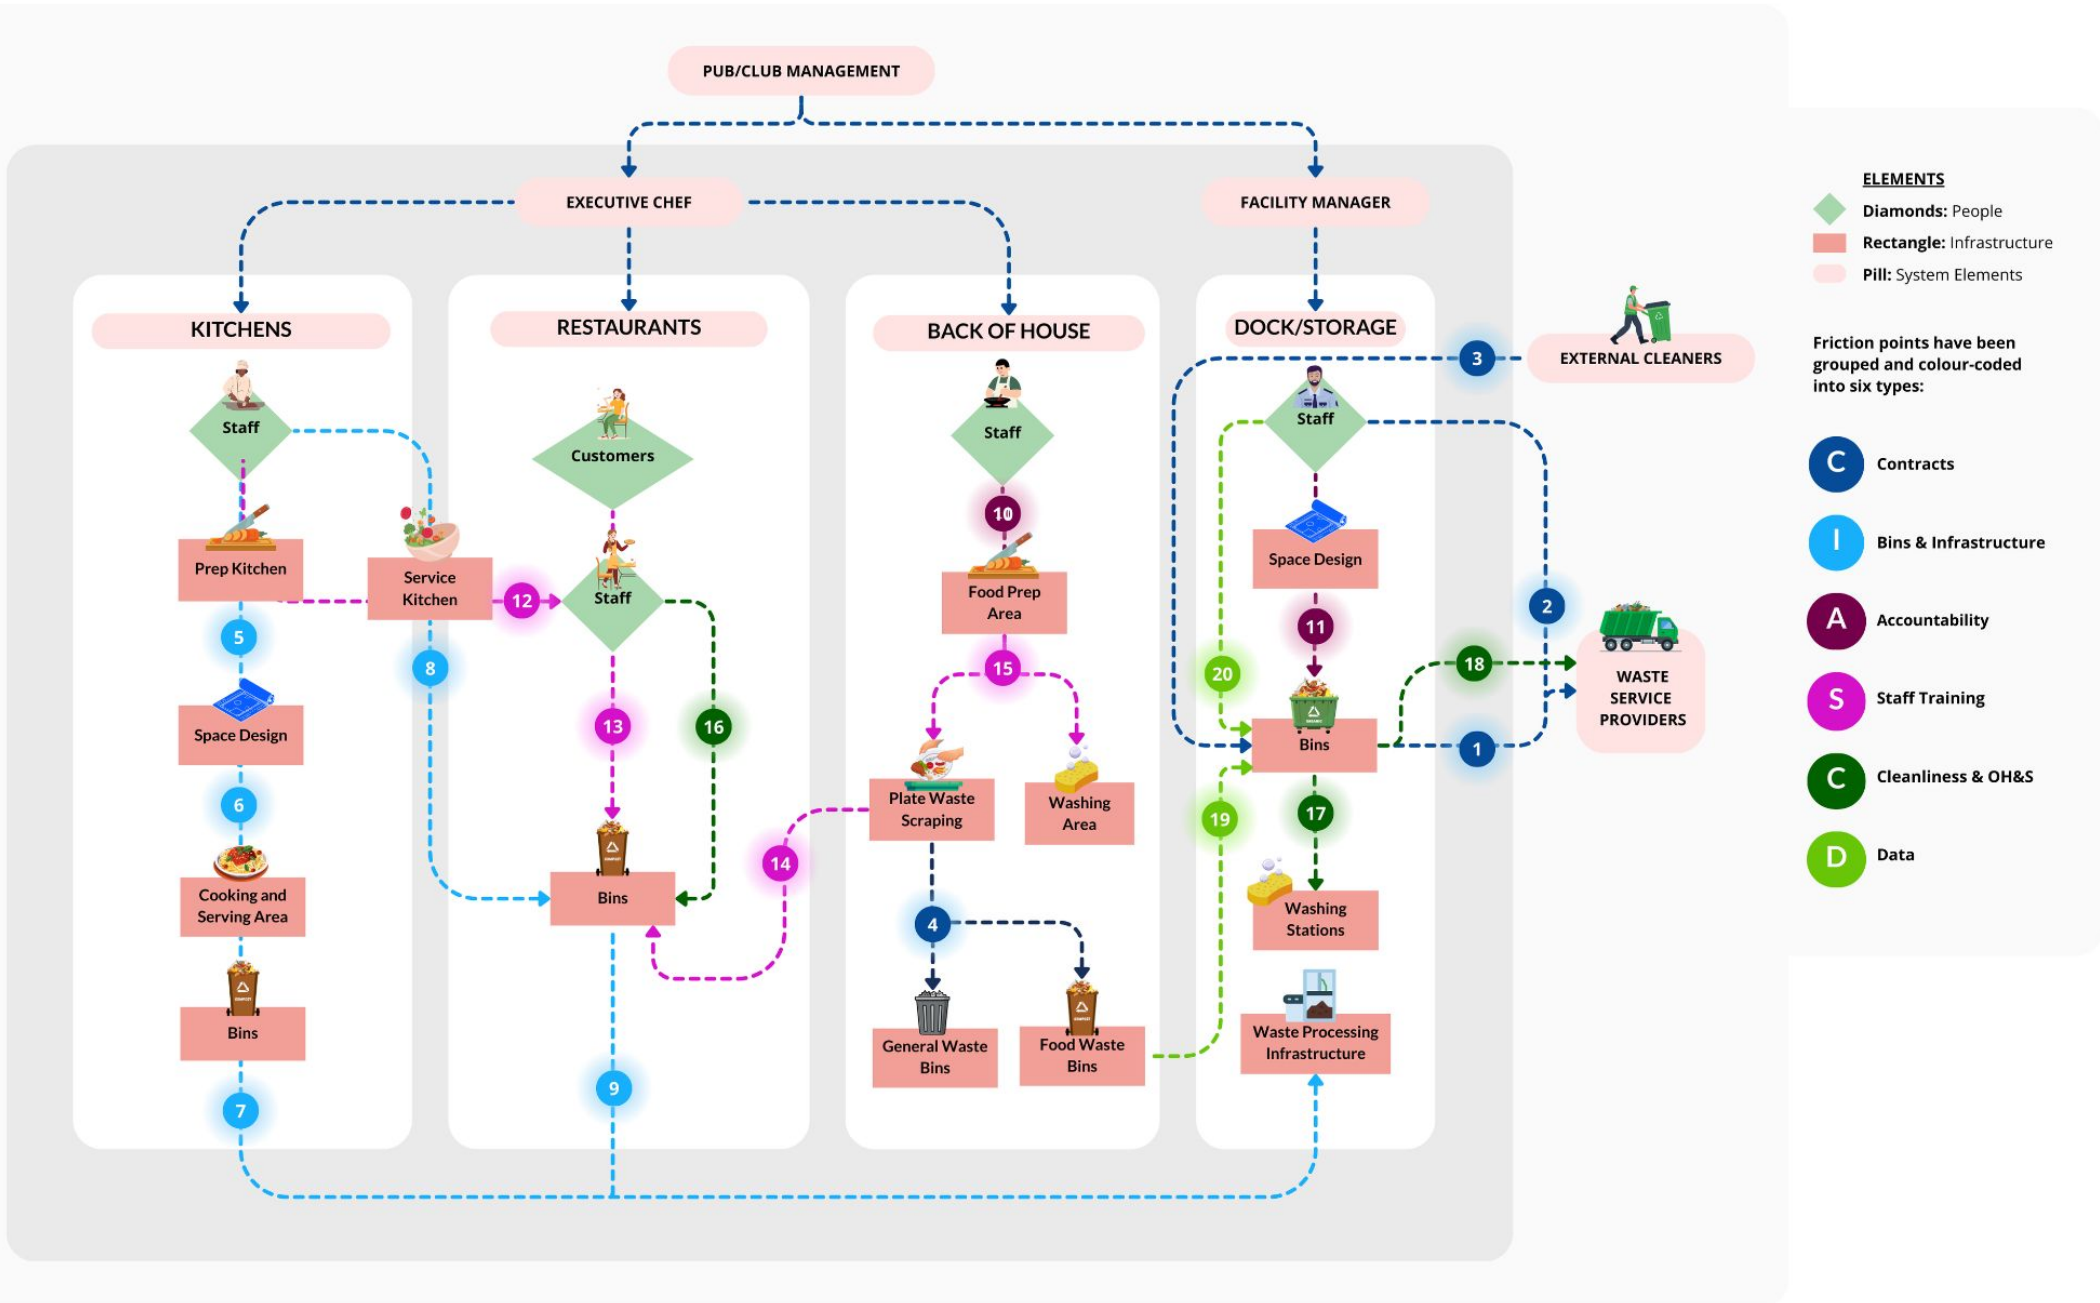 PUB/CLUB MANAGEMENT
EXECUTIVE CHEF
FACILITY MANAGER
KITCHENS
Staff
Prep Kitchen
5
Space Design
6
Cooking and
Serving Area
Bins
7
Service
Kitchen
8
12
RESTAURANTS
Customers
Staff
13
16
Bins
9
14
BACK OF HOUSE
Staff
10
Food Prep
Area
15
Plate Waste
Scraping
Washing
Area
4
General Waste
Bins
Food Waste
Bins
DOCK/STORAGE
Staff
Space Design
11
20
ORGANIC
Bins
19
17
Washing
Stations
Waste Processing
Infrastructure
3
EXTERNAL CLEANERS
2
18
1
WASTE
SERVICE
PROVIDERS
ELEMENTS
Diamonds: People
Rectangle: Infrastructure
Pill: System Elements
Friction points have been
grouped and colour-coded
into six types:
C Contracts
I Bins & Infrastructure
A Accountability
S Staff Training
C Cleanliness & OH&S
D Data